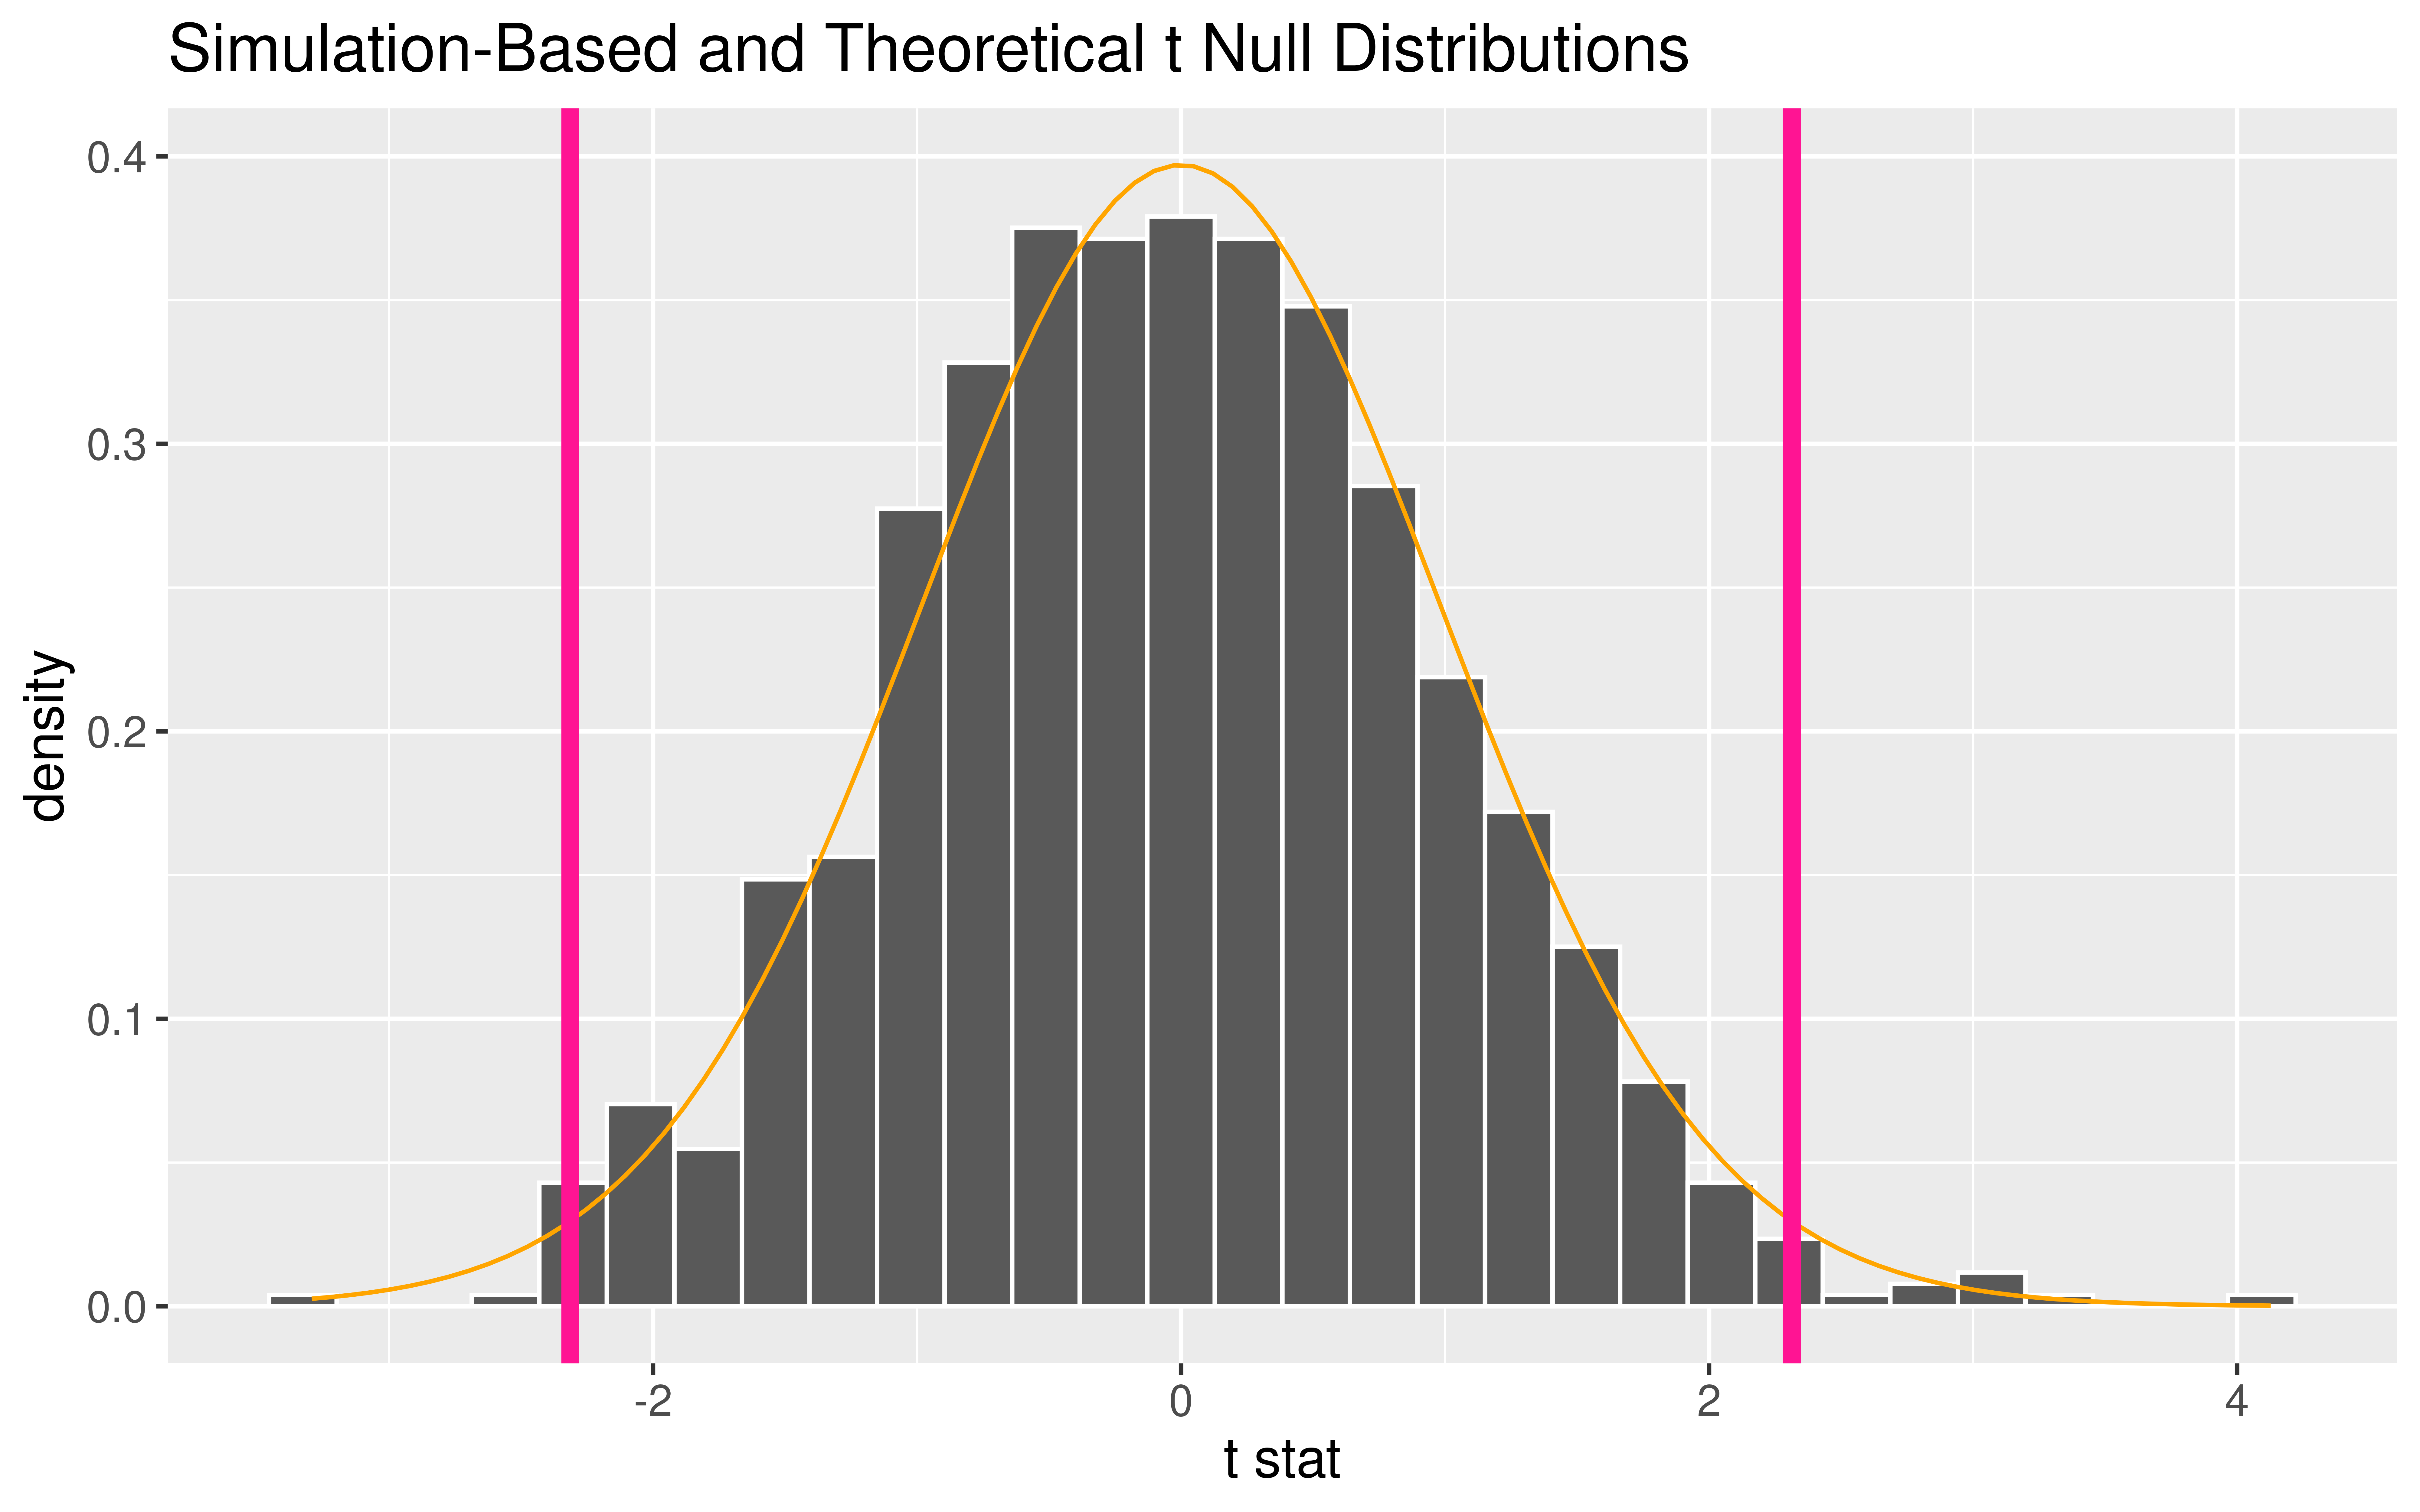 Simulation-Based and Theoretical t Null Distributions
0.4
0.3
0.2
0.1
0.0
density
-2 0 2 4
t stat